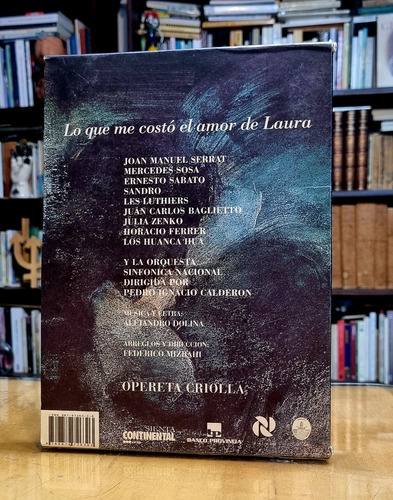 Lo que me costó el amor de Laura
JOAN MANUEL SERRAT
MERCEDES SOSA
ERNESTO SABATO
SANDRO
LES LUTHIERS
JUAN CARLOS BAGLIETTO
JULIA ZENKO
HORACIO FERRER
LOS HUANCA HUA
Y LA ORQUESTA
SINFONICA NACIONAL
DIRIGIDA POR
PEDRO IGNACIO CALDERON
MUSICA Y LETRA:
ALEJANDRO DOLINA
ARREGLOS Y DIRECCION:
FEDERICO MIZRAHI
OPERETA CRIOLLA
SIENTA
CONTINENTAL
BANCO PROVINCIA